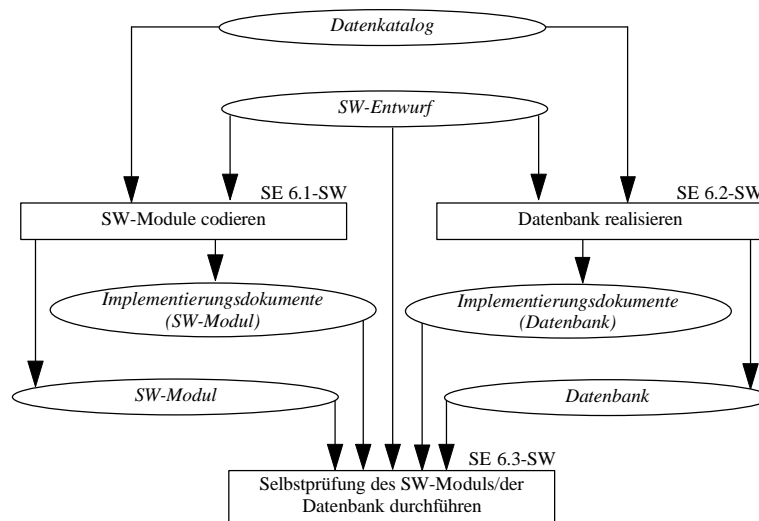 Datenkatalog
SW-Entwurf
SE 6.1-SW
SE 6.2-SW
SW-Module codieren
Datenbank realisieren
Implementierungsdokumente
(SW-Modul)
Implementierungsdokumente
(Datenbank)
SW-Modul
Datenbank
SE 6.3-SW
Selbstprüfung des SW-Moduls/der
Datenbank durchführen